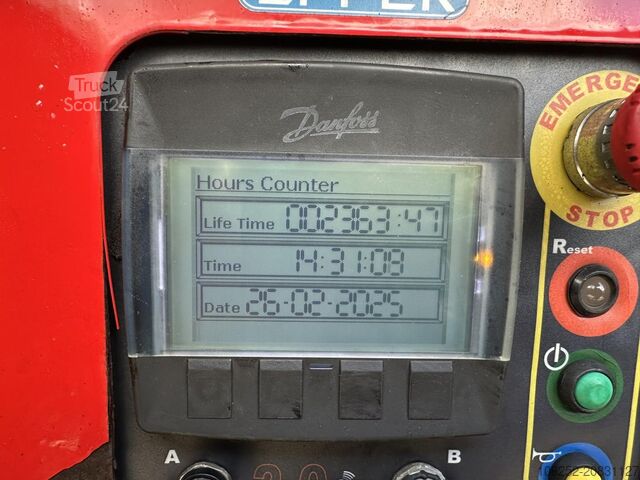 Truck
Scout24
Danfoss
EMERGE
STOP
Hours Counter
Life Time 002363:47
Time 14:31:08
Date 26-02-2025
Reset
A
B